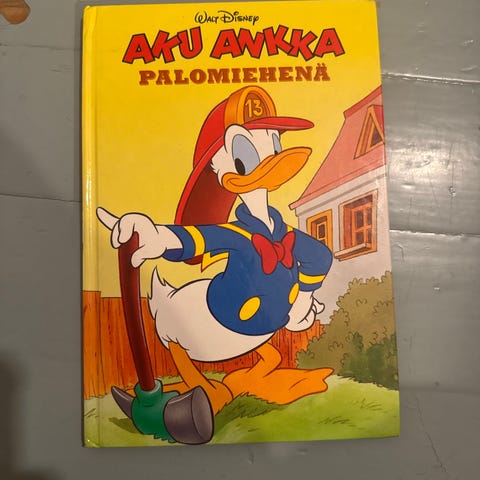 Walt Disney
AKU ANKKA
PALOMIEHENÄ
13